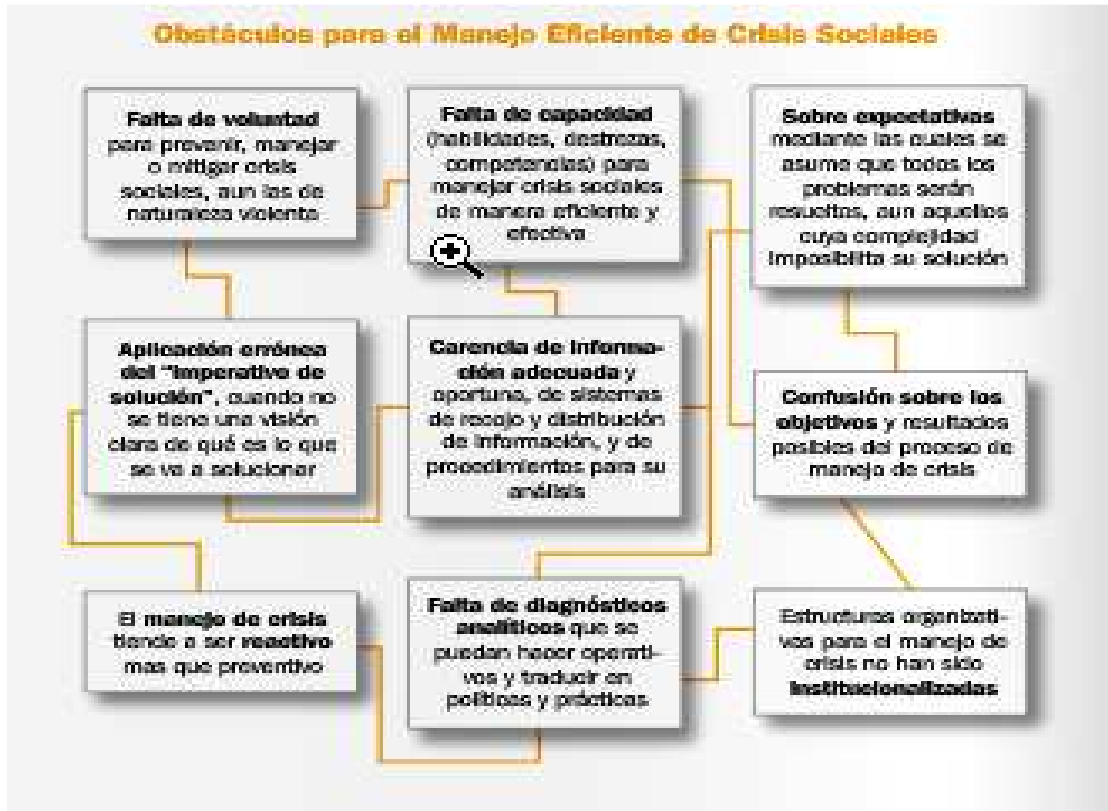 Obstáculos para el Manejo Eficiente de Crisis Sociales
Falta de voluntad
para prevenir, manejar
o mitigar crisis
sociales, aun las de
naturaleza violenta
Falta de capacidad
(habilidades, destrezas,
competencias) para
manejar crisis sociales
de manera eficiente y
efectiva
Sobre expectativas
mediante las cuales se
asume que todos los
problemas serán
resueltos, aun aquellos
cuya complejidad
imposibilita su solución
Aplicación errónea
del "imperativo de
solución", cuando no
se tiene una visión
clara de qué es lo que
se va a solucionar
Carencia de informa-
ción adecuada y
oportuna, de sistemas
de recojo y distribución
de información, y de
procedimientos para su
análisis
Confusión sobre los
objetivos y resultados
posibles del proceso de
manejo de crisis
El manejo de crisis
tiende a ser reactivo
mas que preventivo
Falta de diagnósticos
analíticos que se
puedan hacer operati-
vos y traducir en
políticas y prácticas
Estructuras organizati-
vas para el manejo de
crisis no han sido
institucionalizadas